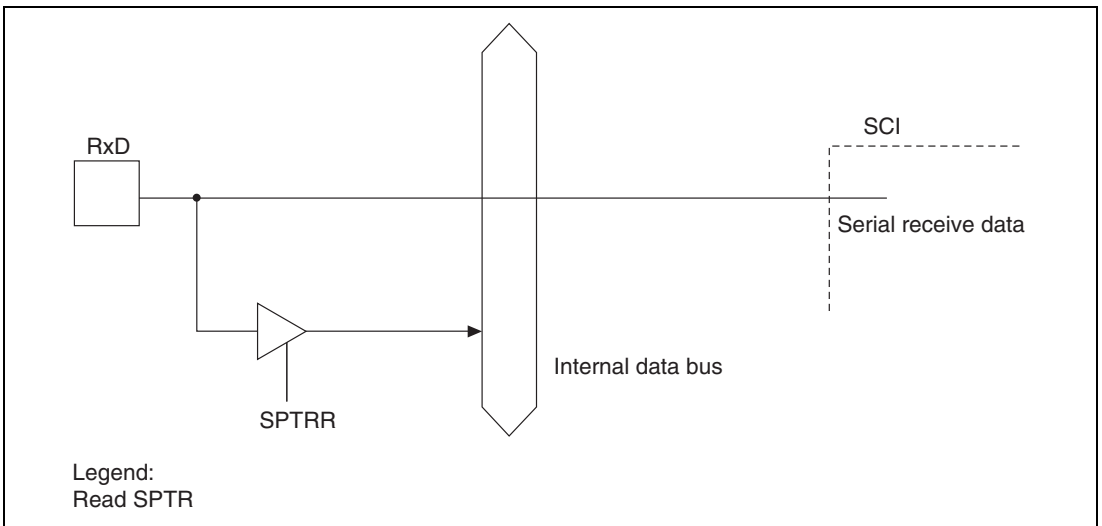 SCI
RxD
Serial receive data
Internal data bus
SPTRR
Legend:
Read SPTR